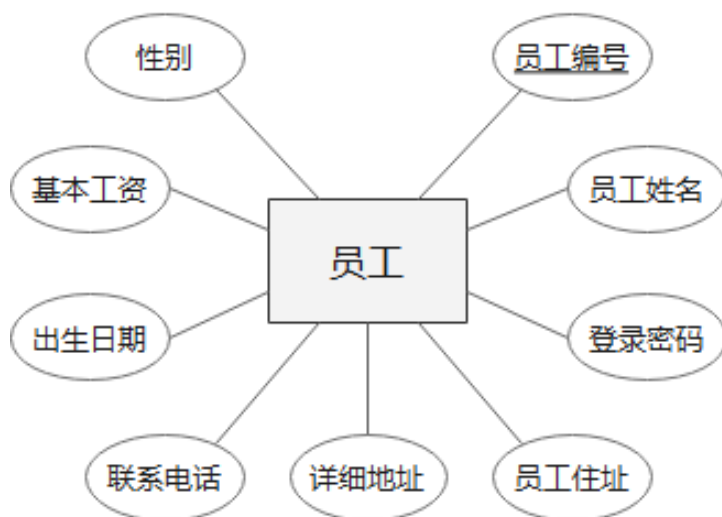 性别
员工编号
基本工资
员工姓名
员工
出生日期
登录密码
联系电话
详细地址
员工住址